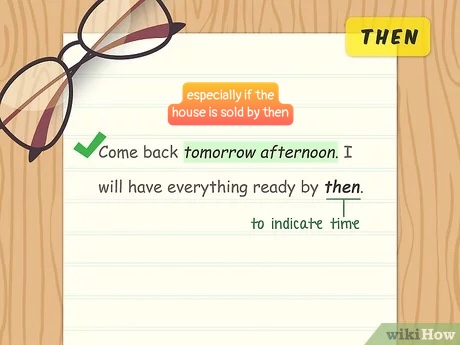 THEN
especially if the
house is sold by then
Come back tomorrow afternoon. I
will have everything ready by then.
to indicate time
wikiHow